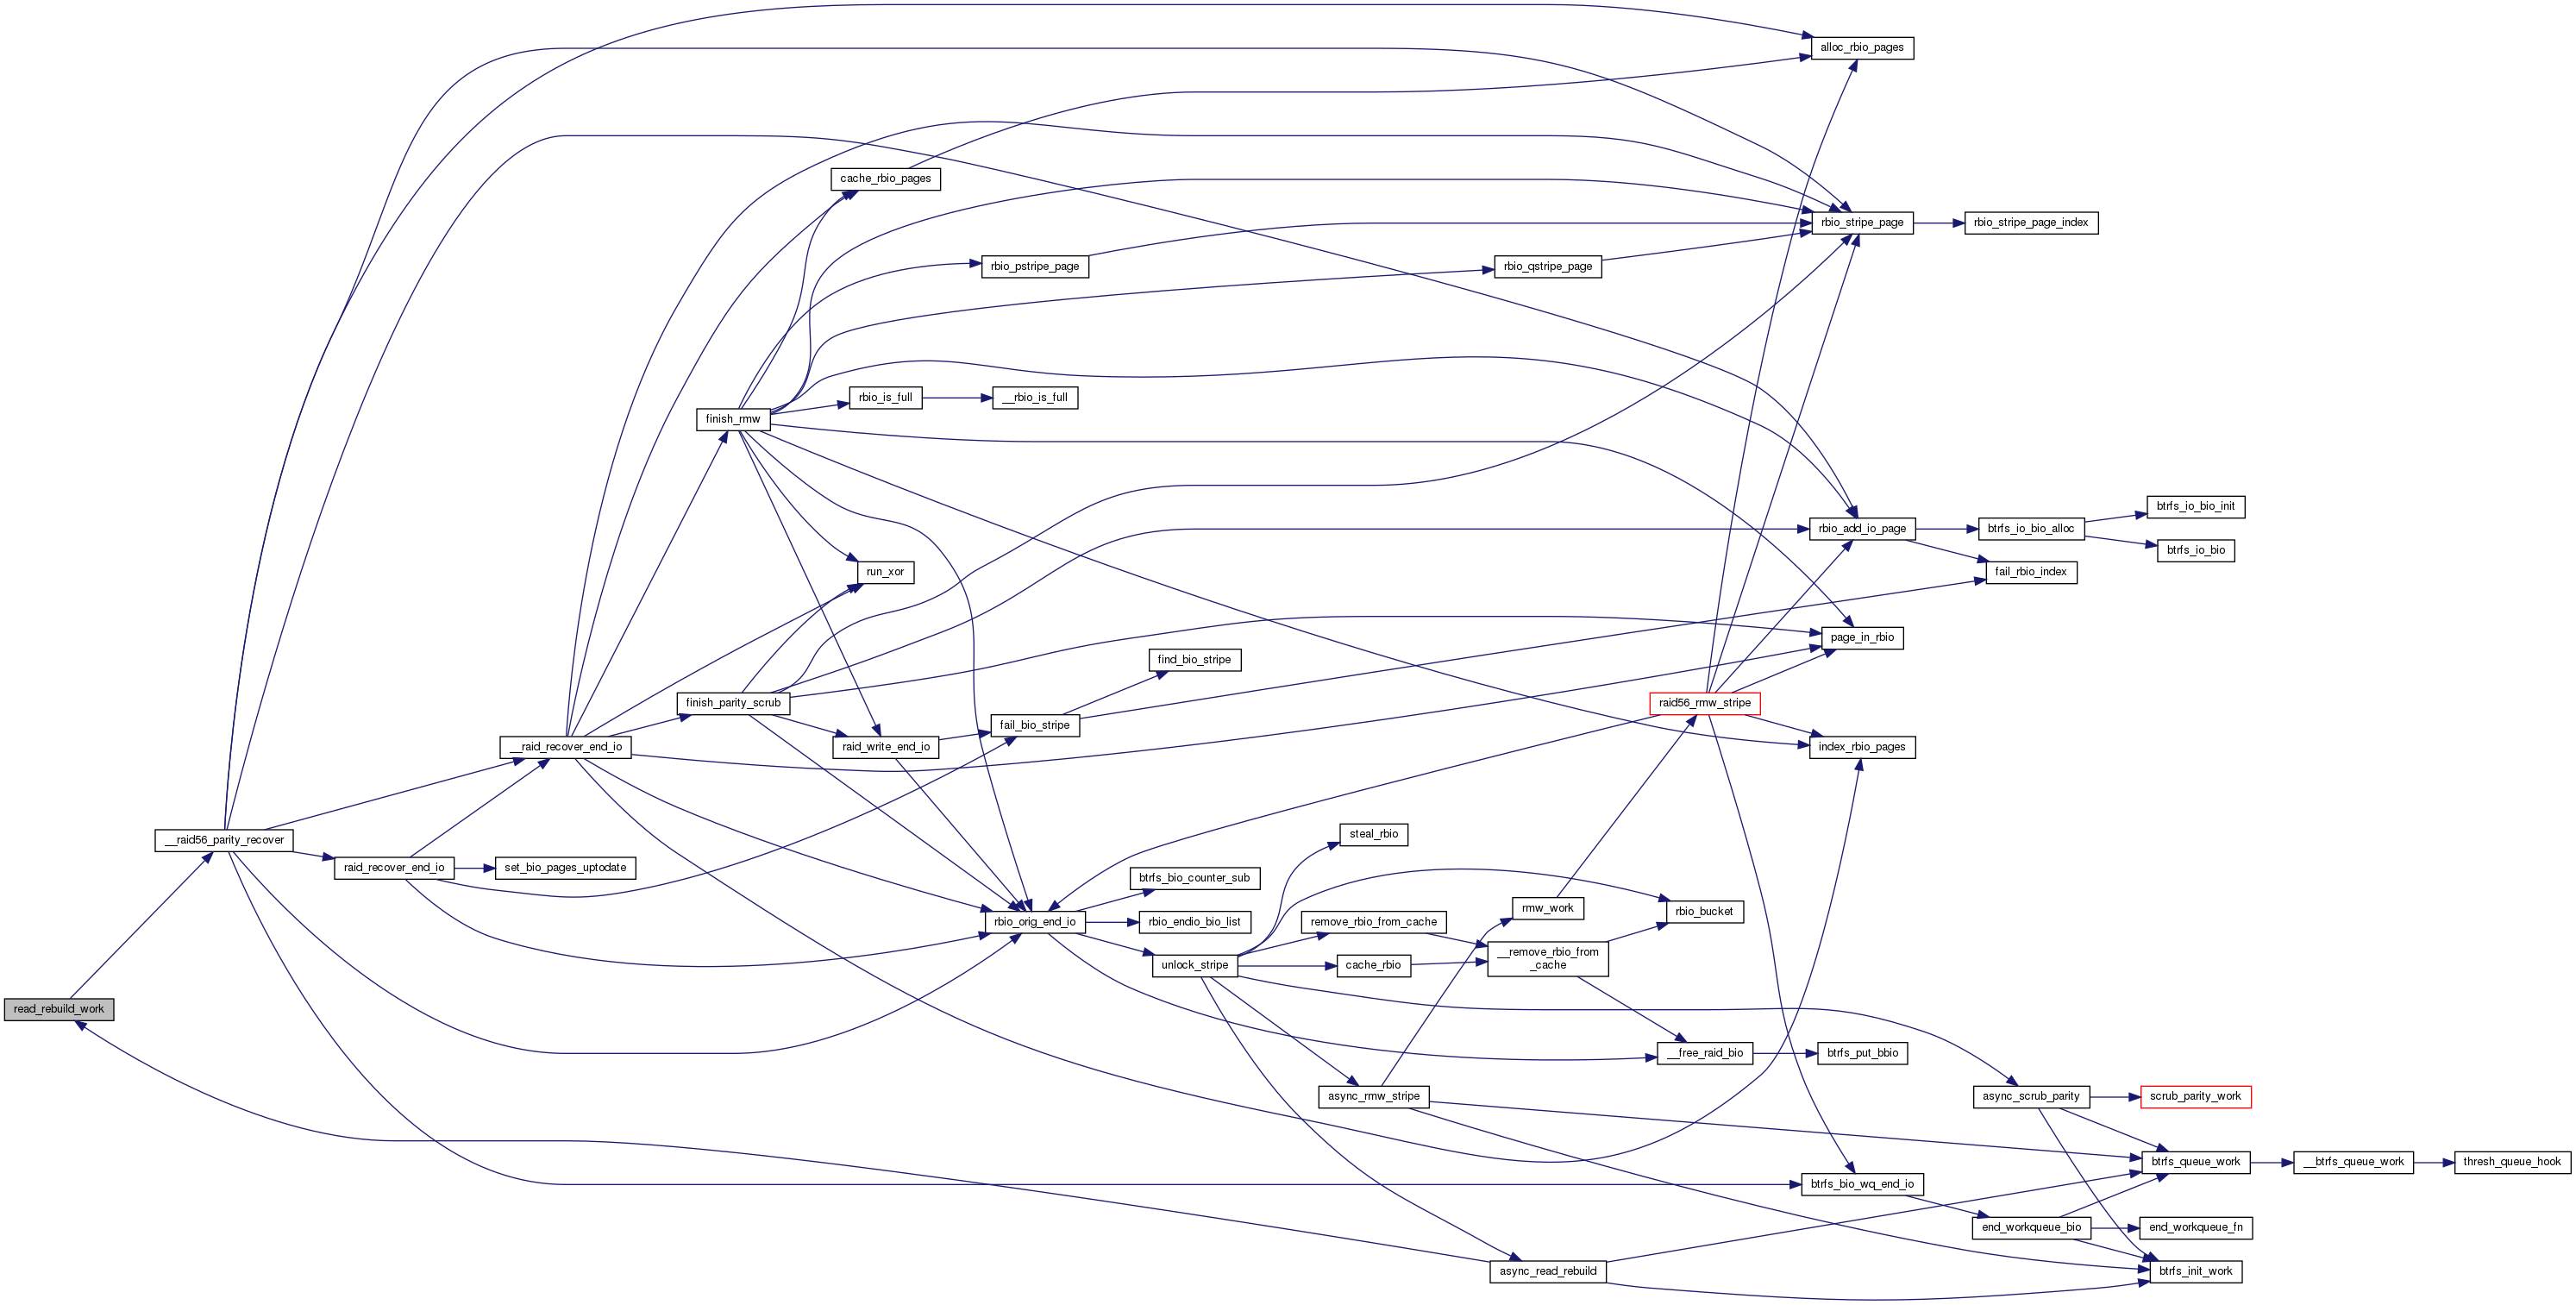 alloc_rbio_pages
cache_rbio_pages
rbio_stripe_page
rbio_stripe_page_index
rbio_pstripe_page
rbio_qstripe_page
rbio_is_full
__rbio_is_full
finish_rmw
btrfs_io_bio_init
rbio_add_io_page
btrfs_io_bio_alloc
btrfs_io_bio
run_xor
fail_rbio_index
page_in_rbio
find_bio_stripe
finish_parity_scrub
raid56_rmw_stripe
fail_bio_stripe
__raid_recover_end_io
raid_write_end_io
index_rbio_pages
steal_rbio
__raid56_parity_recover
raid_recover_end_io
set_bio_pages_uptodate
btrfs_bio_counter_sub
rmw_work
rbio_bucket
rbio_orig_end_io
rbio_endio_bio_list
remove_rbio_from_cache
unlock_stripe
cache_rbio
__remove_rbio_from
_cache
read_rebuild_work
__free_raid_bio
btrfs_put_bbio
async_rmw_stripe
async_scrub_parity
scrub_parity_work
btrfs_queue_work
__btrfs_queue_work
thresh_queue_hook
btrfs_bio_wq_end_io
end_workqueue_bio
end_workqueue_fn
async_read_rebuild
btrfs_init_work